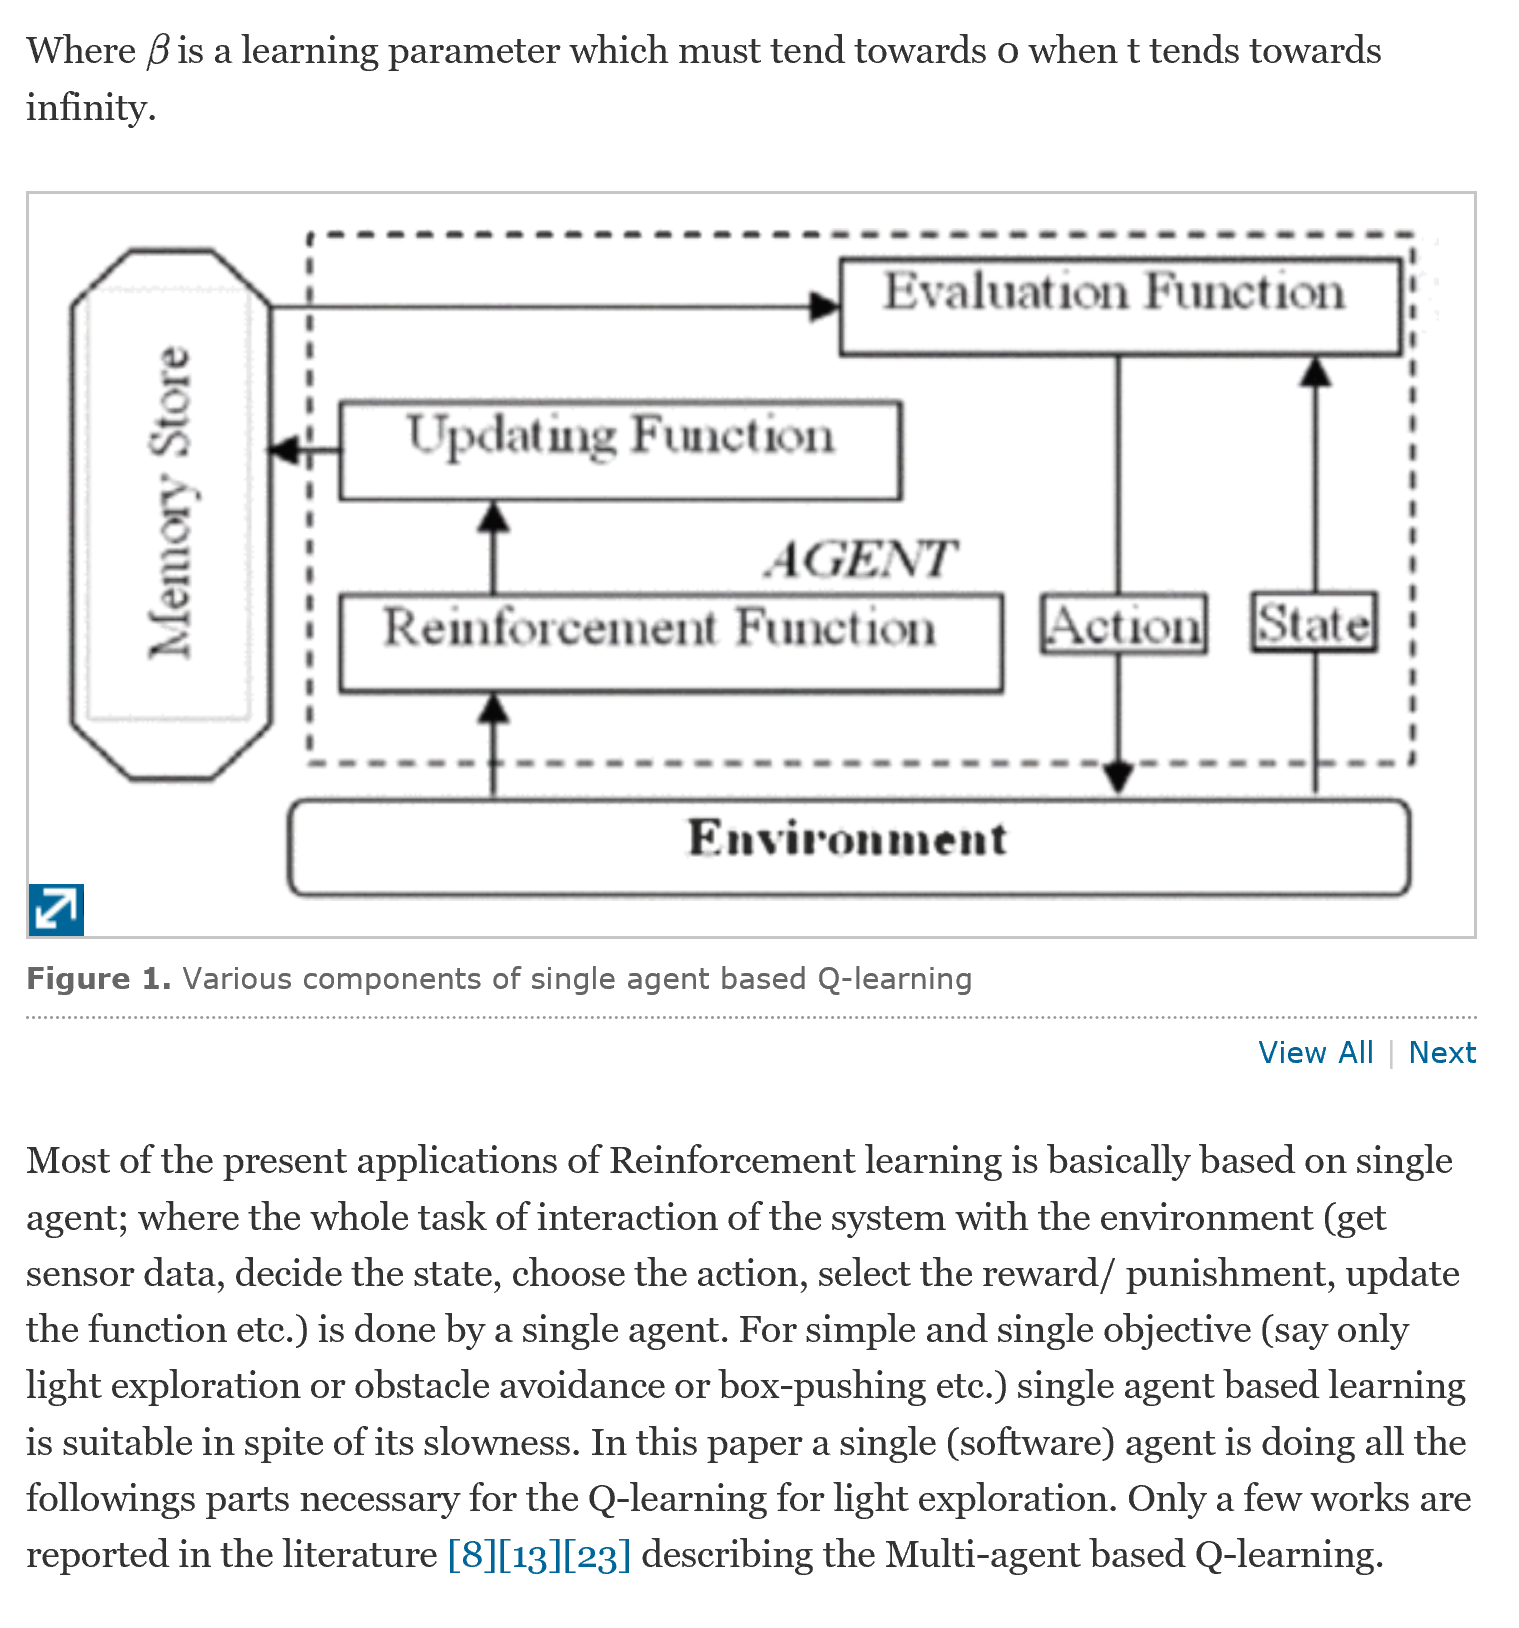 Where β is a learning parameter which must tend towards 0 when t tends towards
infinity.
Evaluation Function
Memory Store
Updating Function
AGENT
Reinforcement Function
Action
State
Environment
Figure 1. Various components of single agent based Q-learning
View All | Next
Most of the present applications of Reinforcement learning is basically based on single
agent; where the whole task of interaction of the system with the environment (get
sensor data, decide the state, choose the action, select the reward/ punishment, update
the function etc.) is done by a single agent. For simple and single objective (say only
light exploration or obstacle avoidance or box-pushing etc.) single agent based learning
is suitable in spite of its slowness. In this paper a single (software) agent is doing all the
followings parts necessary for the Q-learning for light exploration. Only a few works are
reported in the literature [8][13][23] describing the Multi-agent based Q-learning.